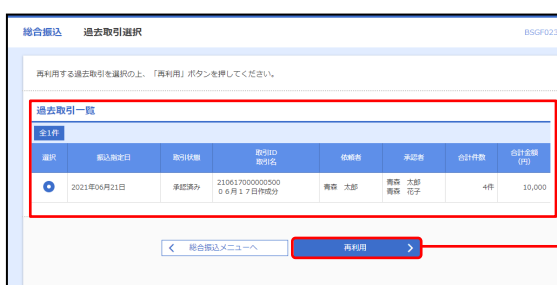 総合振込 過去取引選択 BSGF023
再利用する過去取引を選択の上、「再利用」ボタンを押してください。
過去取引一覧
全1件
選択 振込指定日 取引状態 取引ID 取引名 依頼者 承認者 合計件数 合計金額(円)
2021年06月21日 承認済み 210617000000500 青森 太郎 青森 太郎 4件 10,000
06月17日作成分 青森 花子
総合振込メニューへ 再利用